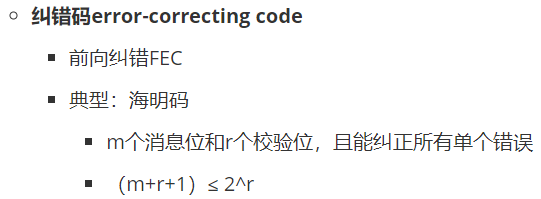 纠错码error-correcting code
前向纠错FEC
典型：海明码
m个消息位和r个校验位，且能纠正所有单个错误
（m+r+1）≤ 2^r